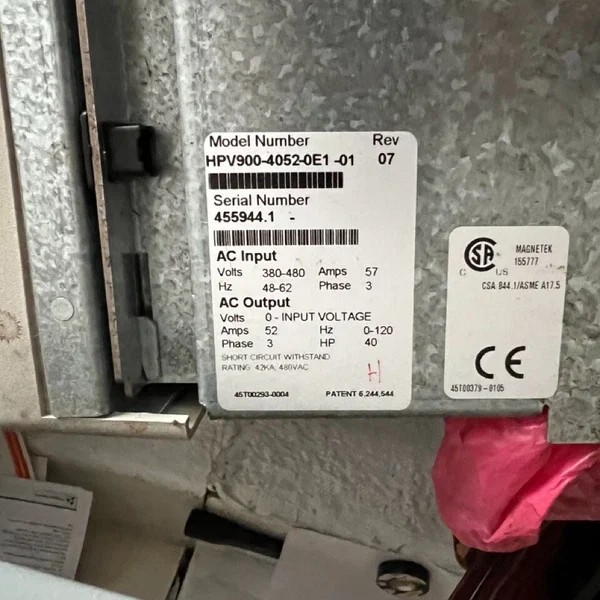 Model Number Rev
HPV900-4052-0E1 -01 07
Serial Number
455944.1 -
AC Input
Volts 380-480 Amps 57
Hz 48-62 Phase 3
AC Output
Volts 0 - INPUT VOLTAGE
Amps 52 Hz 0-120
Phase 3 HP 40
SHORT CIRCUIT WITHSTAND
RATING 42KA, 480VAC
H
45T00293-0004 PATENT 6,244,544
SA
C US
MAGNETEK
155777
CSA B44.1/ASME A17.5
CE
45T00379-0105